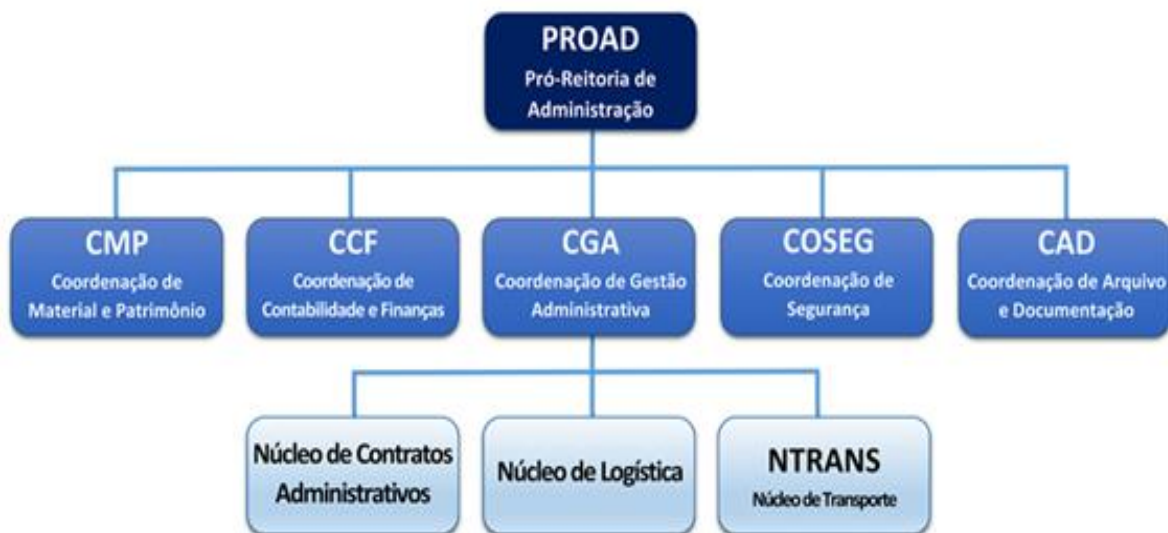 PROAD
Pró-Reitoria de
Administração
CMP
Coordenação de
Material e Patrimônio
CCF
Coordenação de
Contabilidade e Finanças
CGA
Coordenação de Gestão
Administrativa
COSEG
Coordenação de
Segurança
CAD
Coordenação de Arquivo
e Documentação
Núcleo de Contratos
Administrativos
Núcleo de Logística
NTRANS
Núcleo de Transporte